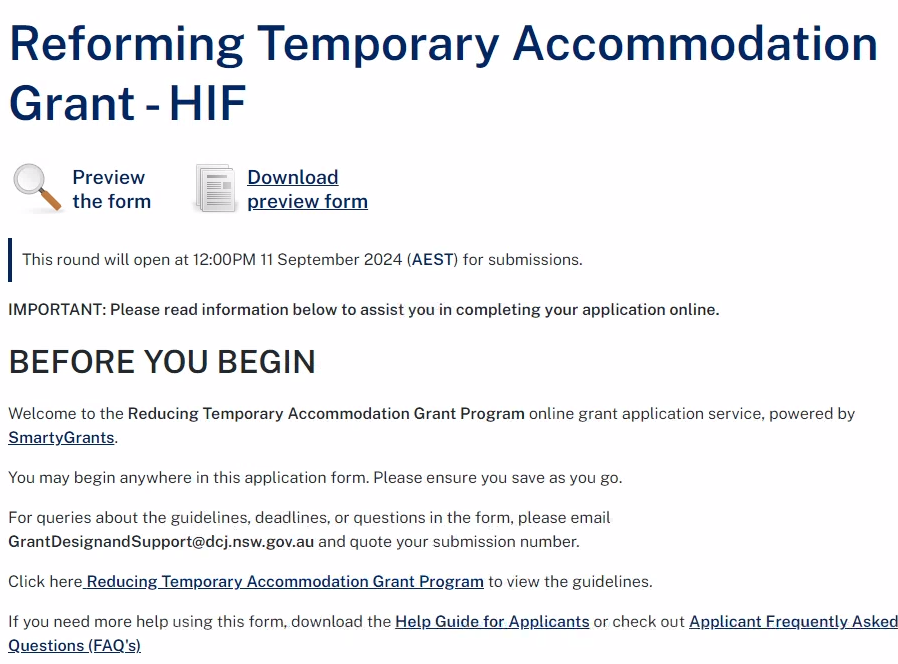 Reforming Temporary Accommodation
Grant - HIF
Preview
the form
Download
preview form
This round will open at 12:00PM 11 September 2024 (AEST) for submissions.
IMPORTANT: Please read information below to assist you in completing your application online.
BEFORE YOU BEGIN
Welcome to the Reducing Temporary Accommodation Grant Program online grant application service, powered by
SmartyGrants.
You may begin anywhere in this application form. Please ensure you save as you go.
For queries about the guidelines, deadlines, or questions in the form, please email
GrantDesignandSupport@dcj.nsw.gov.au and quote your submission number.
Click here Reducing Temporary Accommodation Grant Program to view the guidelines.
If you need more help using this form, download the Help Guide for Applicants or check out Applicant Frequently Asked
Questions (FAQ's)